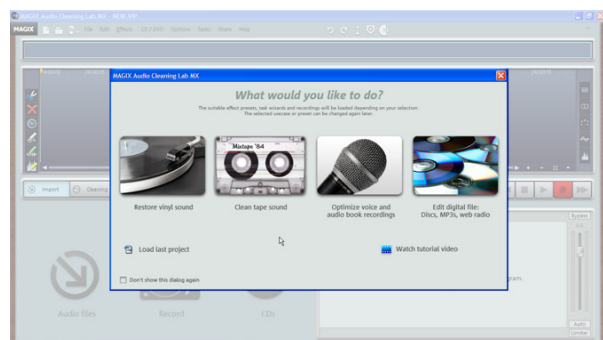 MAGIX Audio Cleaning Lab MX - NEW.VIP
MAGIX File Edit Effects CD / DVD Options Tasks Share Help
MAGIX Audio Cleaning Lab MX
What would you like to do?
The suitable effect presets, task wizards and recordings will be loaded depending on your selection.
The selected usecase or preset can be changed again later.
Mixtape '84
Restore vinyl sound
Clean tape sound
Optimize voice and
audio book recordings
Edit digital file:
Discs, MP3s, web radio
Import
Cleaning
Load last project
Watch tutorial video
Don't show this dialog again
Bypass
Audio files
Record
CDs
Auto
Limiter